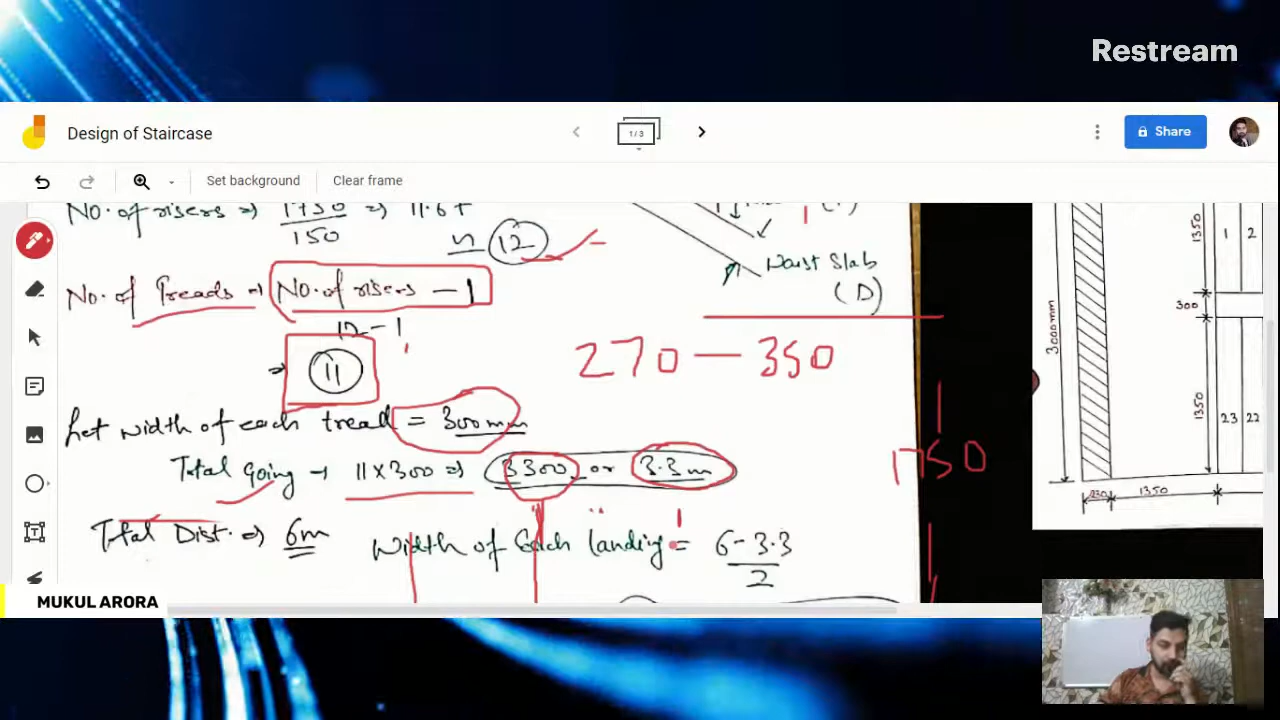 Restream
Design of Staircase
1/3
Share
Set background
Clear frame
No. of risers ⇒ 1750/150 ⇒ 11.67
≈ 12
No. of Treads → No. of risers - 1
12 - 1
⇒ 11
Let width of each tread = 300mm
Total Going → 11 x 300 ⇒ 3300 or 3.3m
Total Dist. ⇒ 6m
Width of Each landing = 6-3.3/2
Waist Slab
(D)
270 — 350
1750
3000mm
1350
300
1350
1 2
23 22
230
1350
MUKUL ARORA